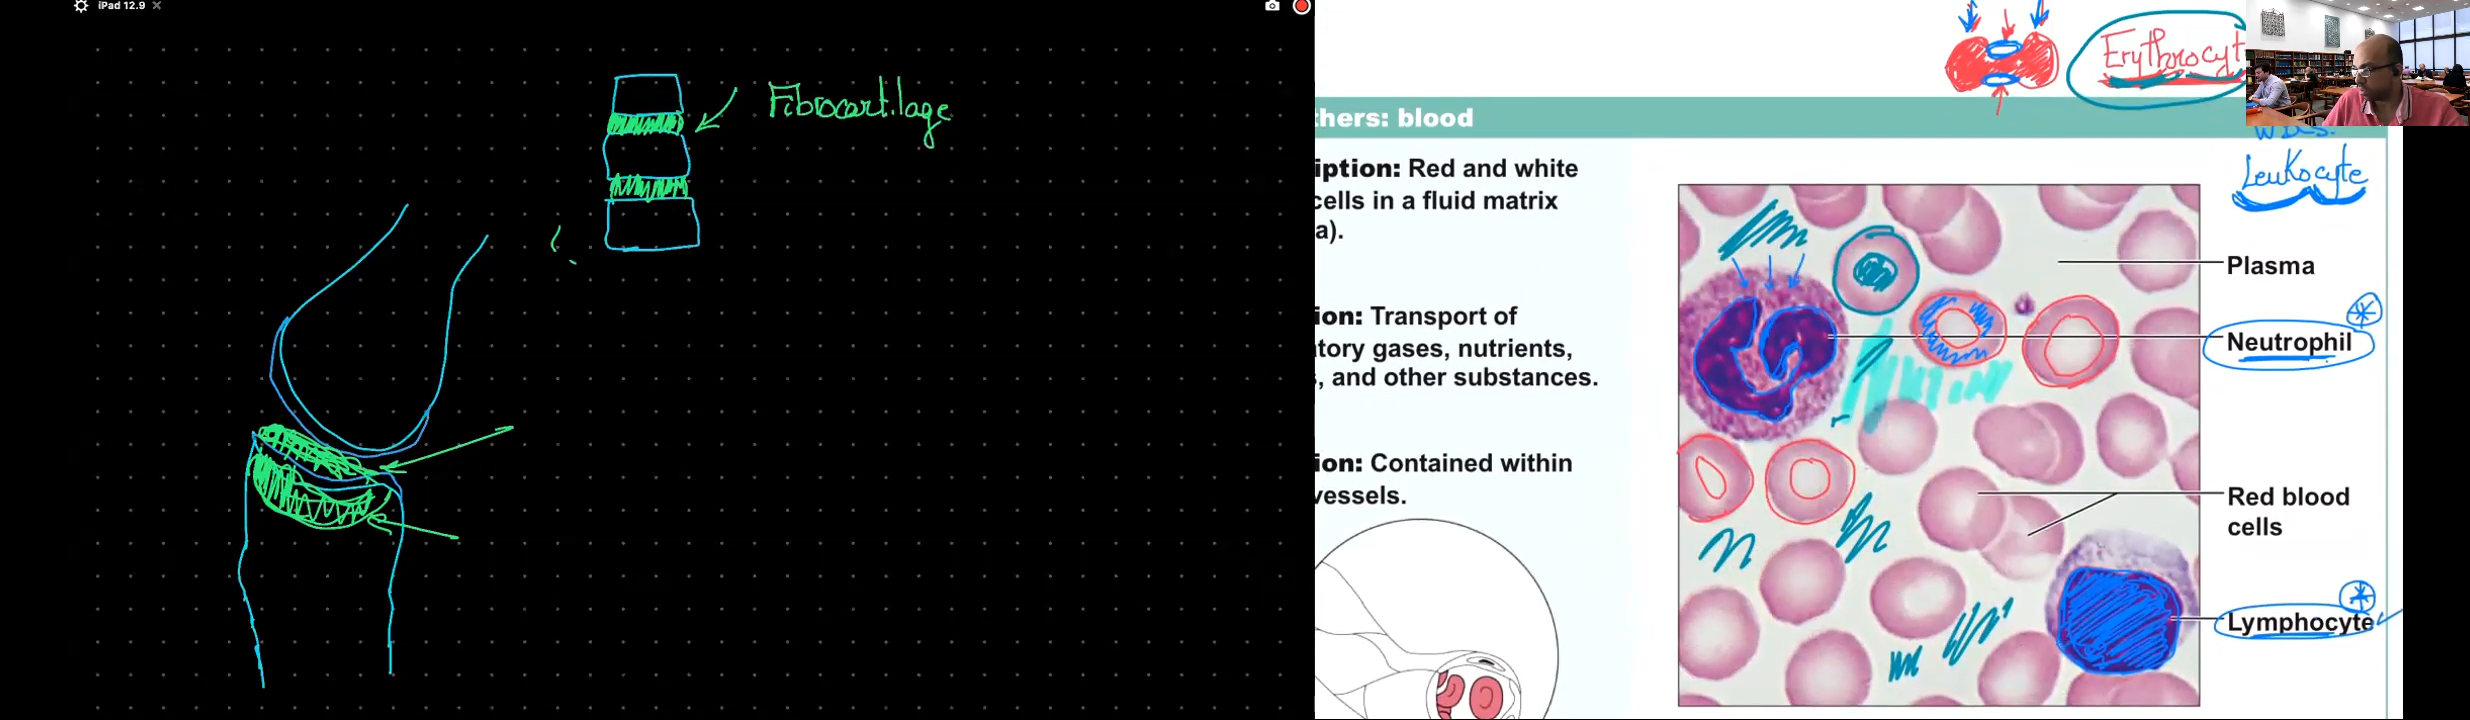 iPad 12.9
Fibrocartilage
Erythrocyt
thers: blood
W B C s.
Leukocyte
iption: Red and white
cells in a fluid matrix
a).
ion: Transport of
atory gases, nutrients,
s, and other substances.
ion: Contained within
vessels.
Plasma
Neutrophil
Red blood
cells
Lymphocyte